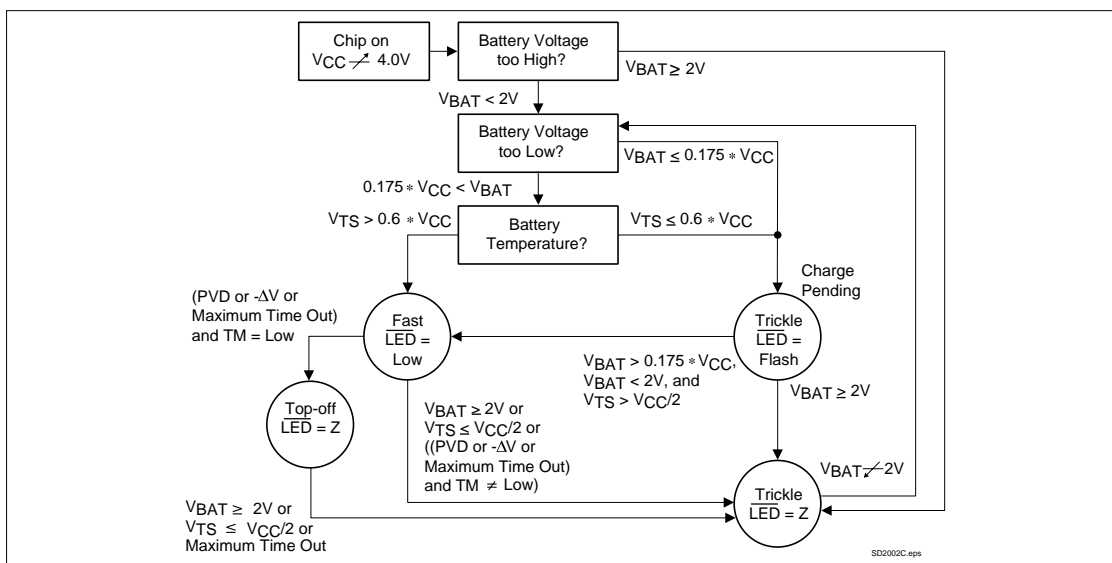 Chip on
VCC 4.0V
Battery Voltage
too High?
VBAT ≥ 2V
VBAT < 2V
Battery Voltage
too Low?
VBAT ≤ 0.175 * VCC
0.175 * VCC < VBAT
VTS > 0.6 * VCC
Battery
Temperature?
VTS ≤ 0.6 * VCC
Charge
Pending
(PVD or -ΔV or
Maximum Time Out)
and TM = Low
Fast
LED =
Low
Trickle
LED =
Flash
VBAT > 0.175 * VCC,
VBAT < 2V, and
VTS > VCC/2
VBAT ≥ 2V
Top-off
LED = Z
VBAT ≥ 2V or
VTS ≤ VCC/2 or
((PVD or -ΔV or
Maximum Time Out)
and TM ≠ Low)
VBAT 2V
Trickle
LED = Z
VBAT ≥ 2V or
VTS ≤ VCC/2 or
Maximum Time Out
SD2002C.eps